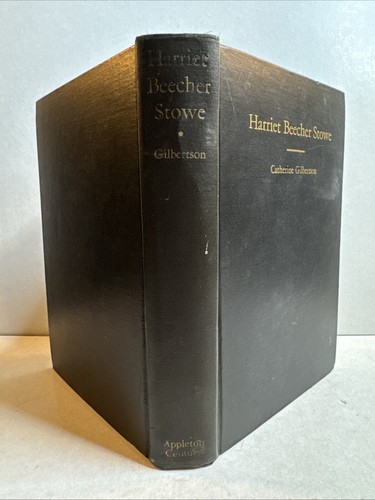 Harriet
Beecher
Stowe
•
Gilbertson
Appleton
Century
Harriet Beecher Stowe
Catherine Gilbertson